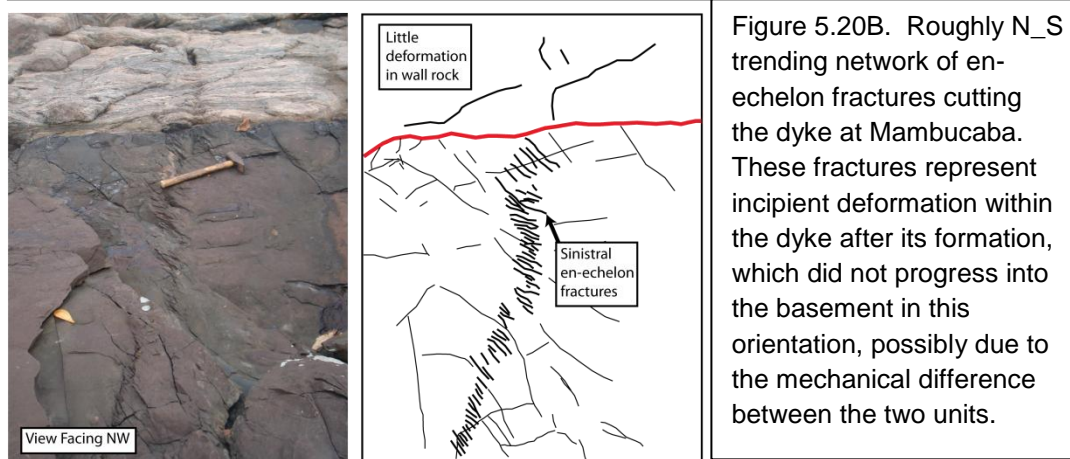 View Facing NW
Little
deformation
in wall rock
Sinistral
en-echelon
fractures
Figure 5.20B. Roughly N_S
trending network of en-
echelon fractures cutting
the dyke at Mambucaba.
These fractures represent
incipient deformation within
the dyke after its formation,
which did not progress into
the basement in this
orientation, possibly due to
the mechanical difference
between the two units.